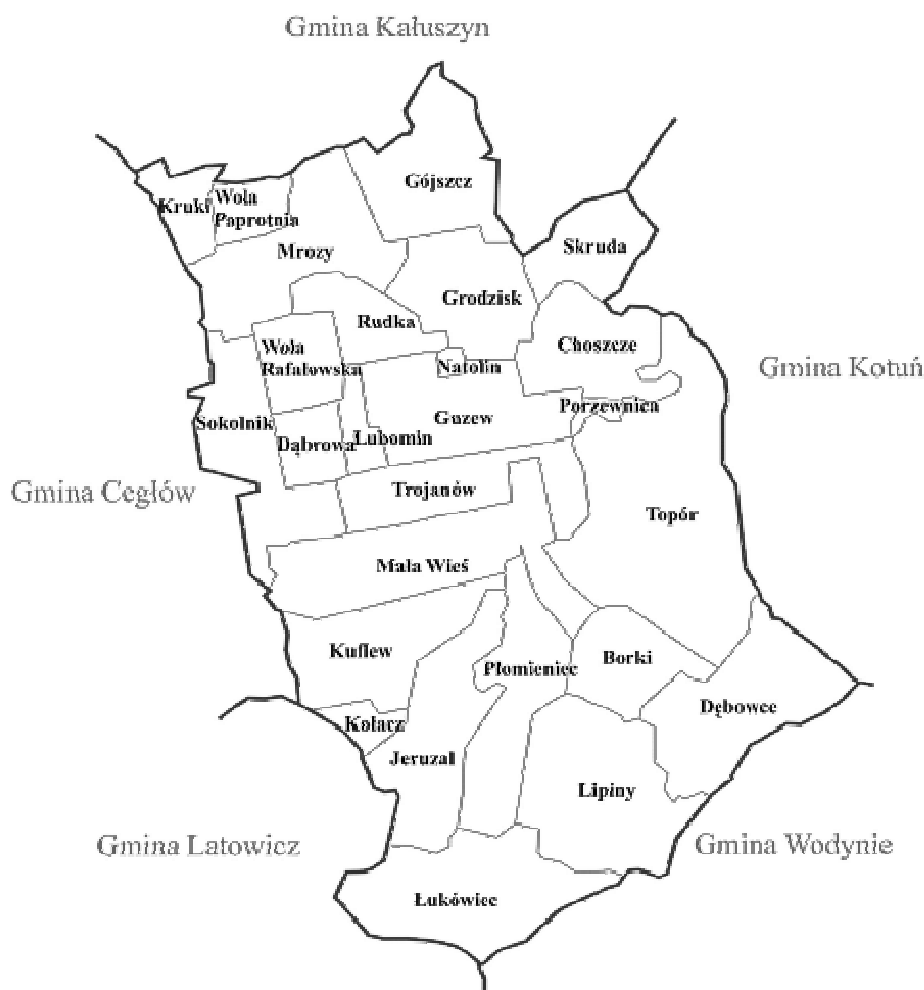 Gmina Kałuszyn
Gójszcz
Kruki
Wola
Paprotnia
Skruda
Mrozy
Grodzisk
Rudka
Choszcze
Wola
Rafałowska
Natolin
Gmina Kotuń
Porzewnica
Guzew
Sokolnik
Dąbrowa
Lubomin
Gmina Cegłów
Trojanów
Topór
Mała Wieś
Kuflew
Płomieniec
Borki
Dębowce
Kołacz
Jeruzal
Lipiny
Gmina Latowicz
Gmina Wodynie
Łukówiec